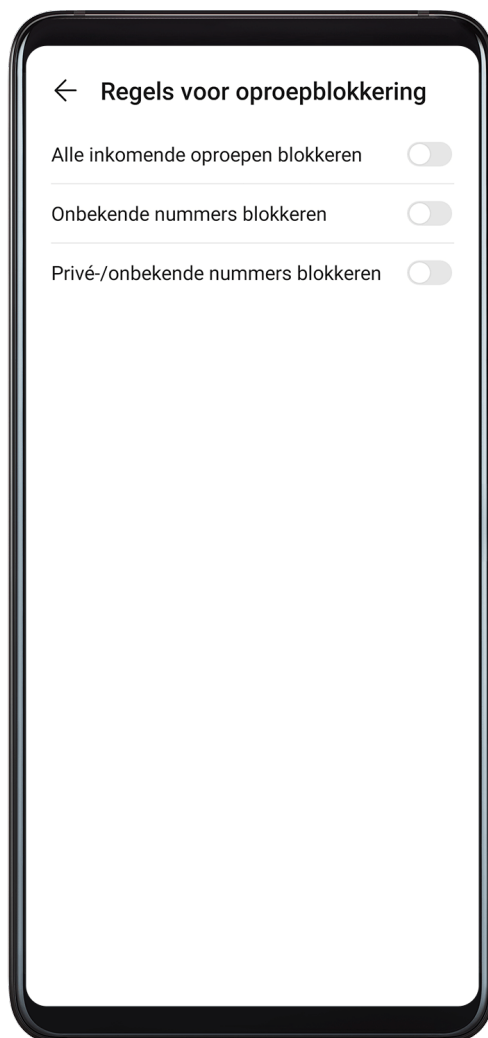 Regels voor oproepblokkering
Alle inkomende oproepen blokkeren
Onbekende nummers blokkeren
Privé-/onbekende nummers blokkeren